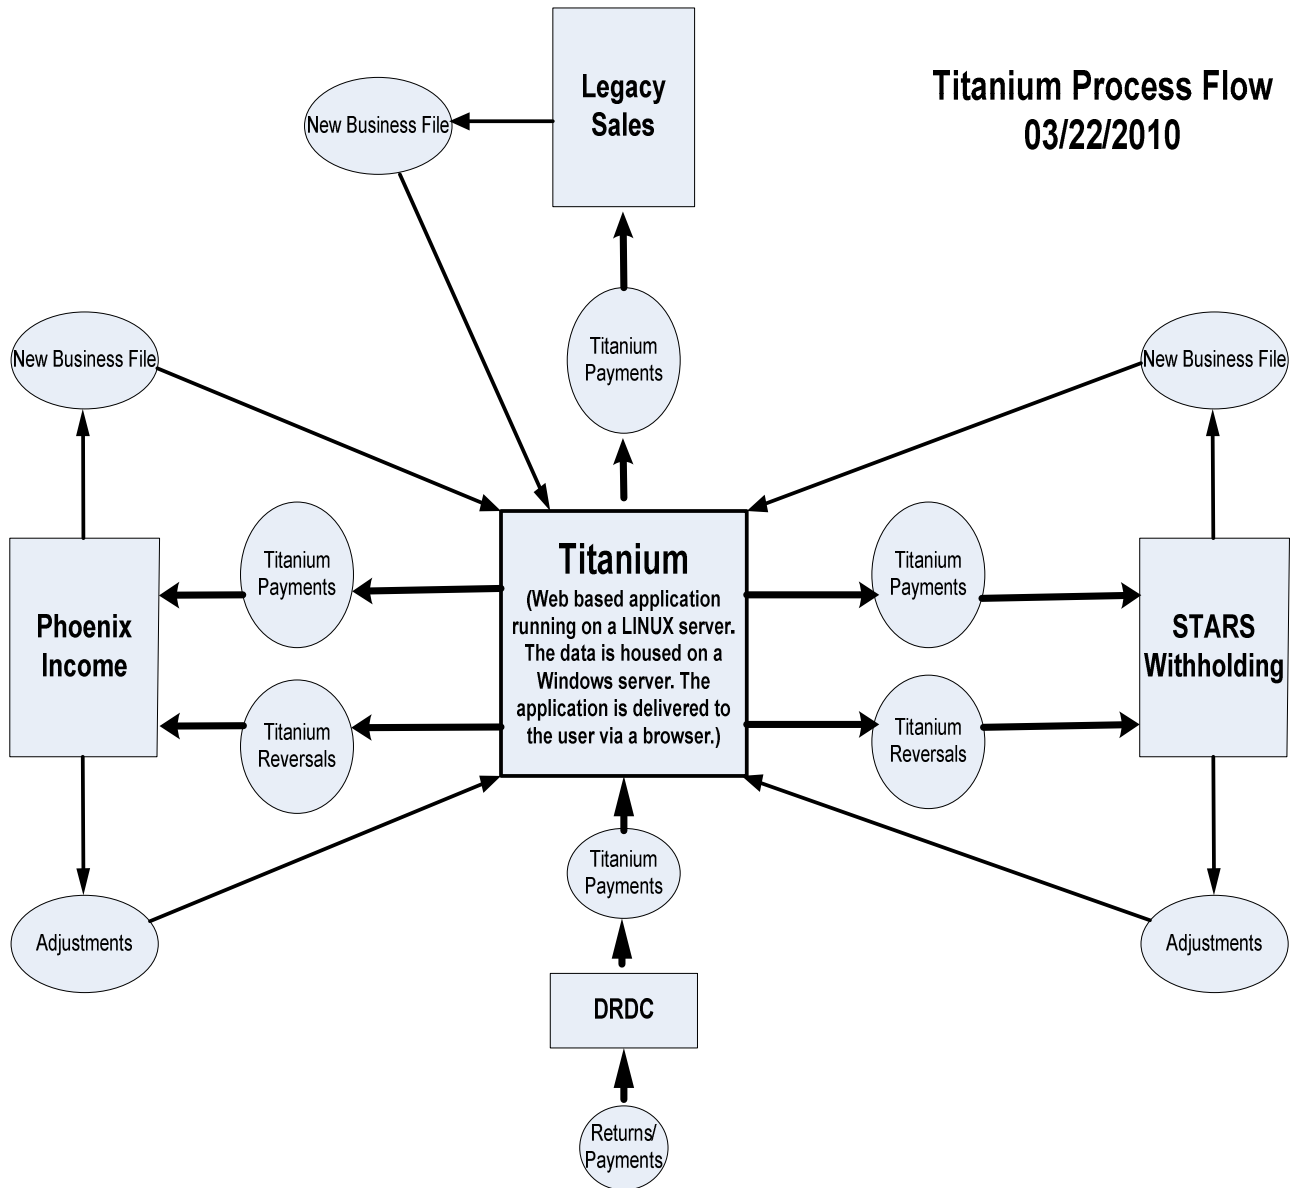 Titanium Process Flow
03/22/2010
Legacy
Sales
New Business File
Titanium
Payments
New Business File
New Business File
Titanium
Payments
Titanium
(Web based application
running on a LINUX server.
The data is housed on a
Windows server. The
application is delivered to
the user via a browser.)
Titanium
Payments
Phoenix
Income
STARS
Withholding
Titanium
Reversals
Titanium
Reversals
Titanium
Payments
Adjustments
Adjustments
DRDC
Returns/
Payments